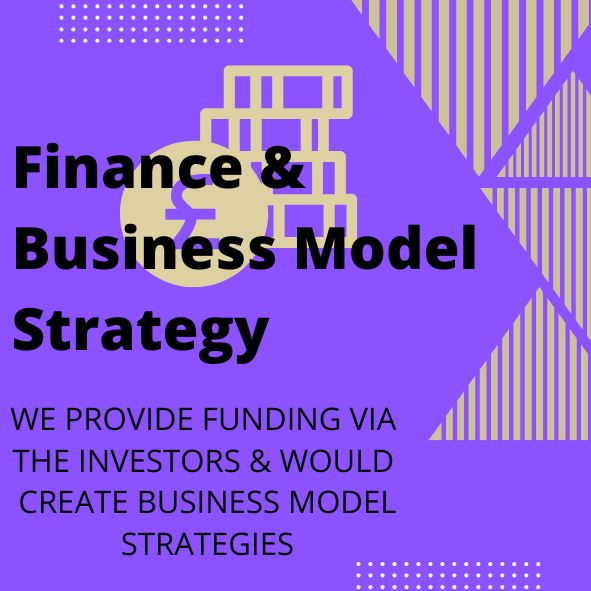 Finance &
Business Model
Strategy
WE PROVIDE FUNDING VIA
THE INVESTORS & WOULD
CREATE BUSINESS MODEL
STRATEGIES